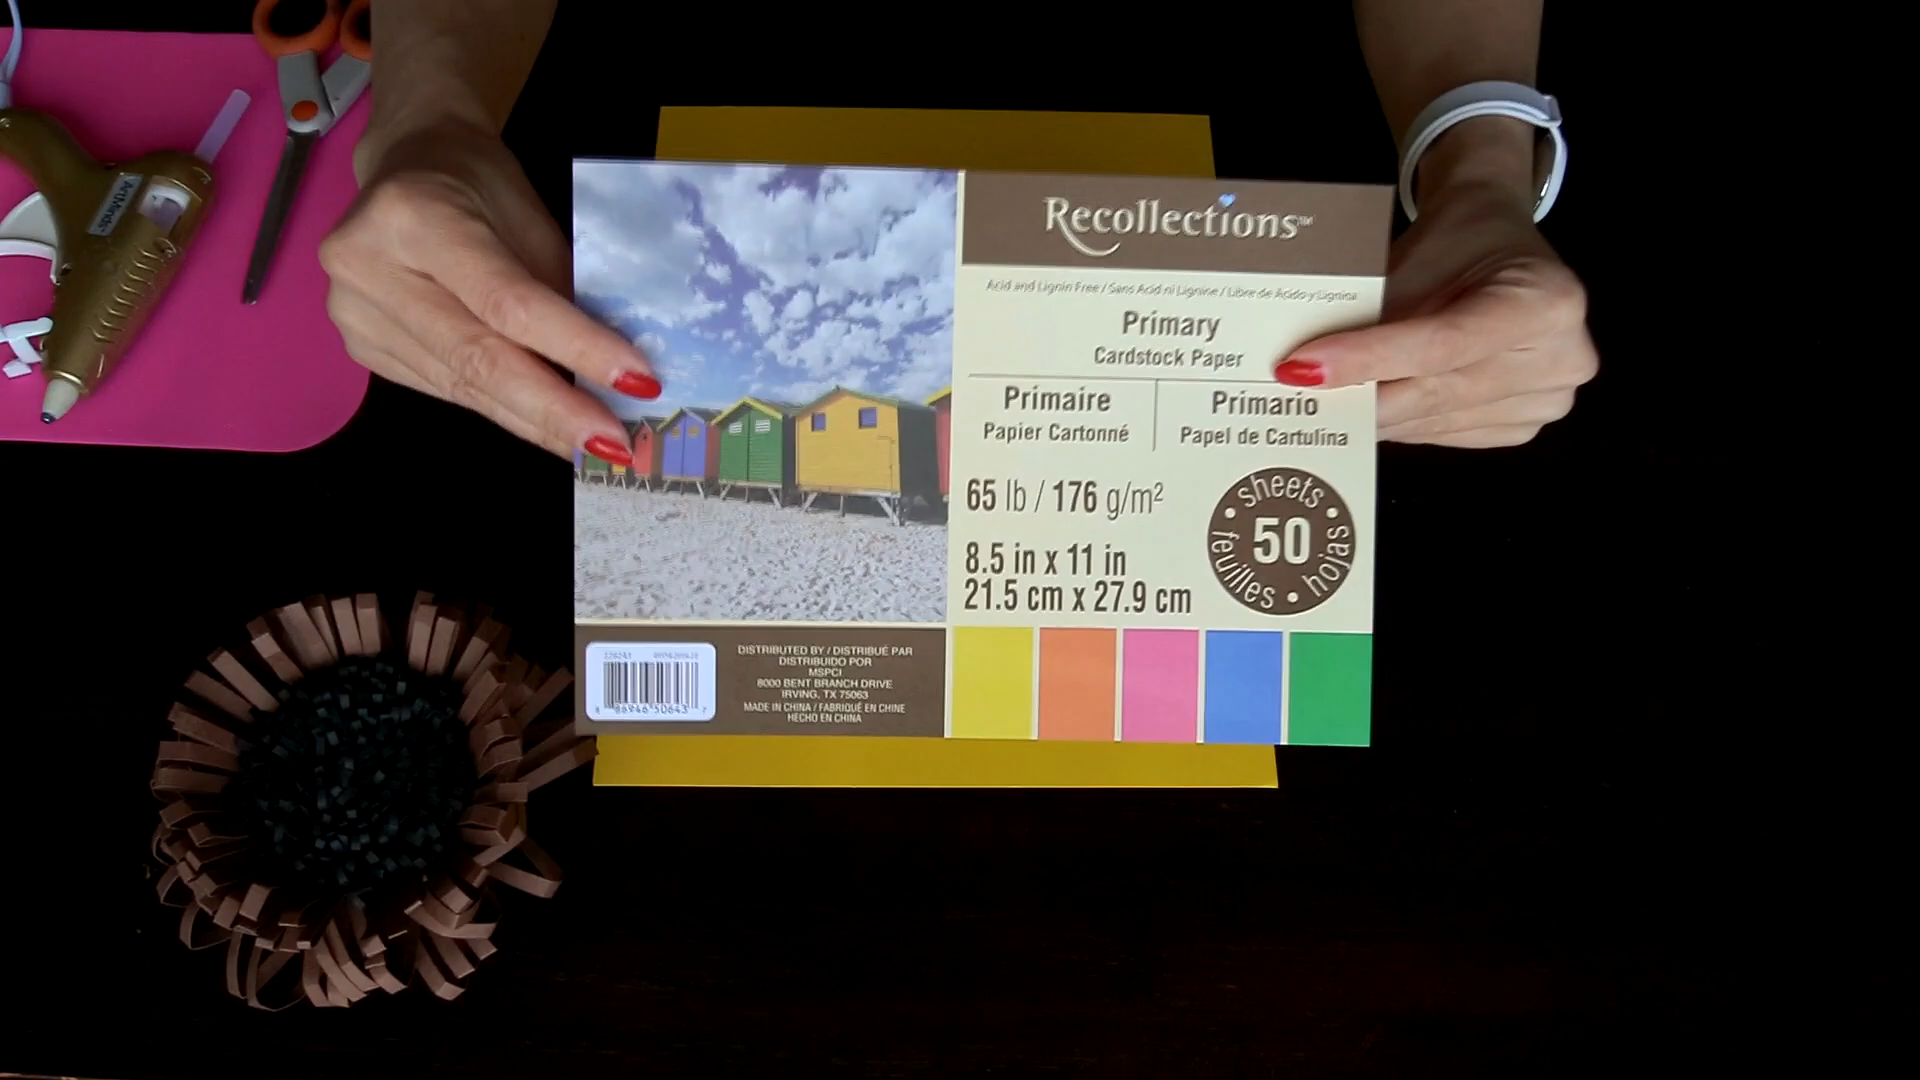 ArtMinds
Recollections™
Acid and Lignin Free / Sans Acid ni Lignine / Libre de Ácido y Lignina
Primary
Cardstock Paper
Primaire
Papier Cartonné
Primario
Papel de Cartulina
65 lb / 176 g/m²
8.5 in x 11 in
21.5 cm x 27.9 cm
sheets
50
feuilles • hojas
DISTRIBUTED BY / DISTRIBUÉ PAR
DISTRIBUIDO POR
MSPCI
8000 BENT BRANCH DRIVE
IRVING, TX 75063
MADE IN CHINA / FABRIQUÉ EN CHINE
HECHO EN CHINA